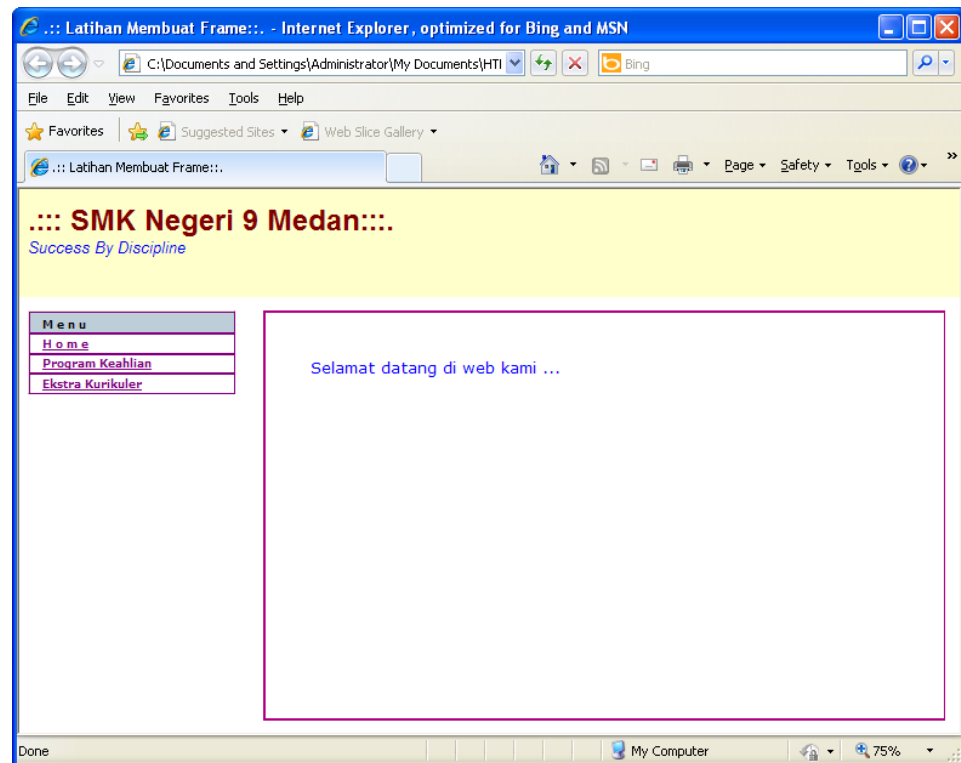 .:: Latihan Membuat Frame::. - Internet Explorer, optimized for Bing and MSN
C:\Documents and Settings\Administrator\My Documents\HTI
Bing
File Edit View Favorites Tools Help
Favorites Suggested Sites Web Slice Gallery
.:: Latihan Membuat Frame::. Page Safety Tools »
.::: SMK Negeri 9 Medan:::.
Success By Discipline
M e n u
H o m e
Program Keahlian
Ekstra Kurikuler
Selamat datang di web kami ...
Done My Computer 75%